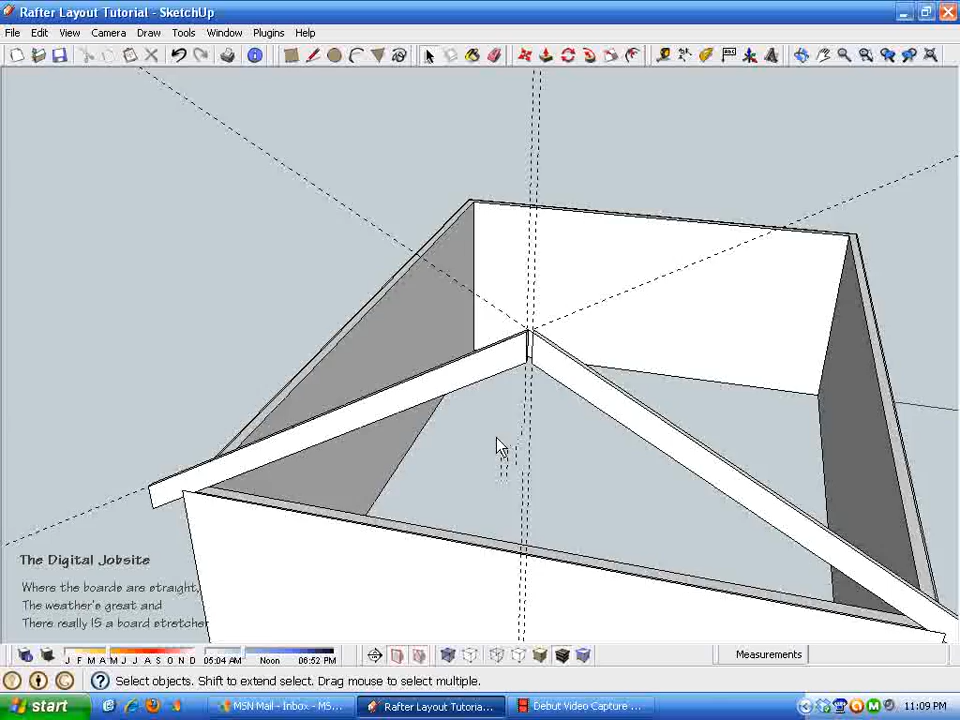 Rafter Layout Tutorial - SketchUp
File Edit View Camera Draw Tools Window Plugins Help
The Digital Jobsite
Where the boards are straight,
The weather's great and
There really IS a board stretcher
J F M A M J J A S O N D 05:04 AM Noon 06:52 PM Measurements
Select objects. Shift to extend select. Drag mouse to select multiple.
start MSN Mail - Inbox - MS... Rafter Layout Tutoria... Debut Video Capture ... 11:09 PM